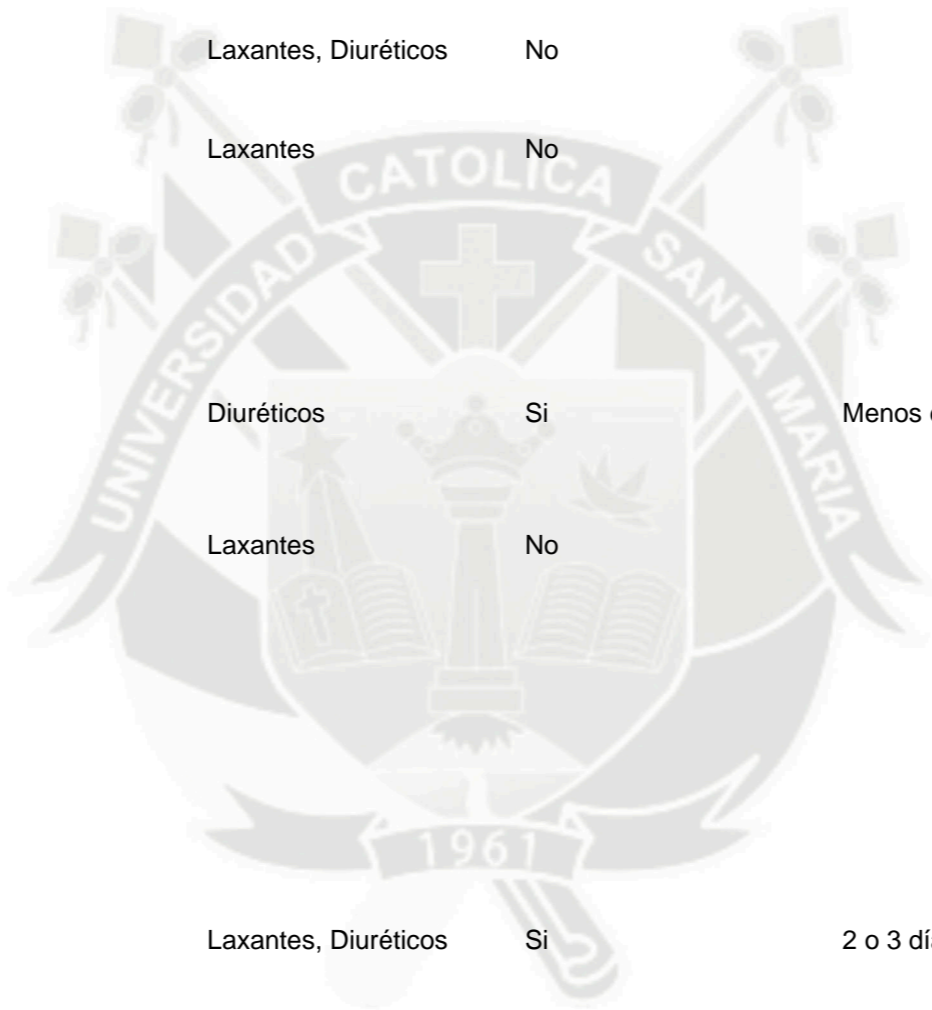 Laxantes, Diuréticos No
Laxantes No
CATOLICA
UNIVERSIDAD SANTA MARIA
Diuréticos Si Menos
Laxantes No
1961
Laxantes, Diuréticos Si 2 o 3